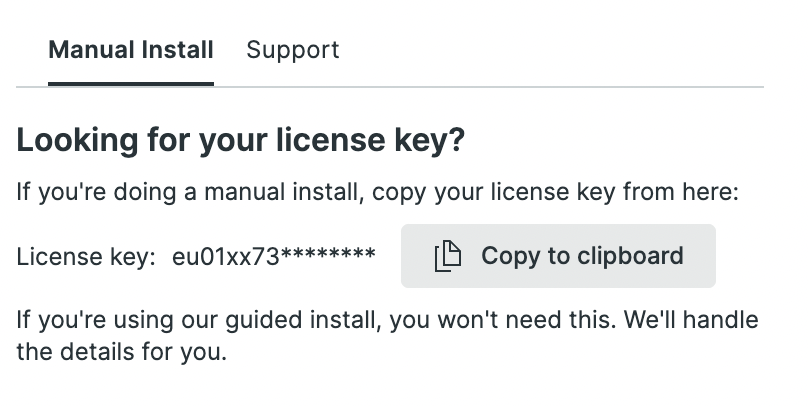 Manual Install Support
Looking for your license key?
If you're doing a manual install, copy your license key from here:
License key: eu01xx73******** Copy to clipboard
If you're using our guided install, you won't need this. We'll handle
the details for you.